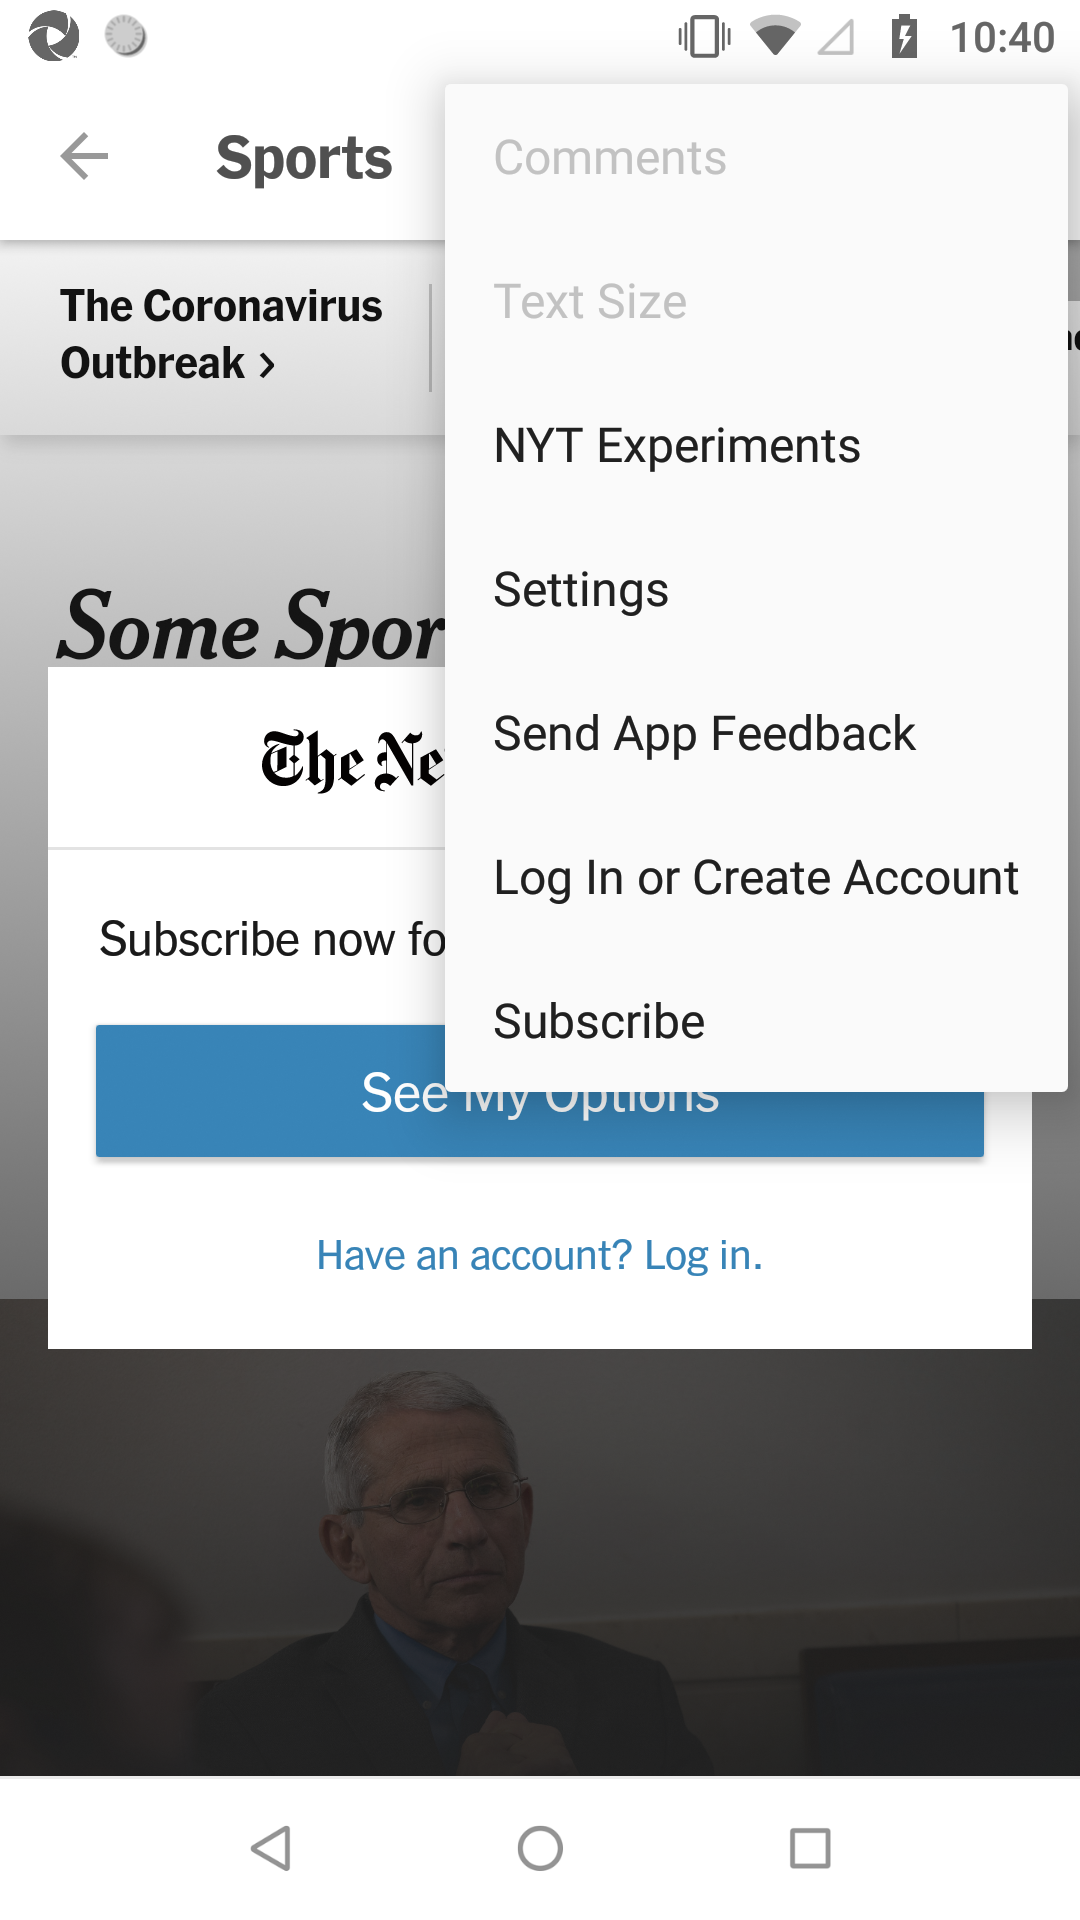 10:40
Sports
Comments
Text Size
NYT Experiments
Settings
Send App Feedback
Log In or Create Account
Subscribe
The Coronavirus
Outbreak >
Some Spor
The Ne
Subscribe now fo
See My Options
Have an account? Log in.